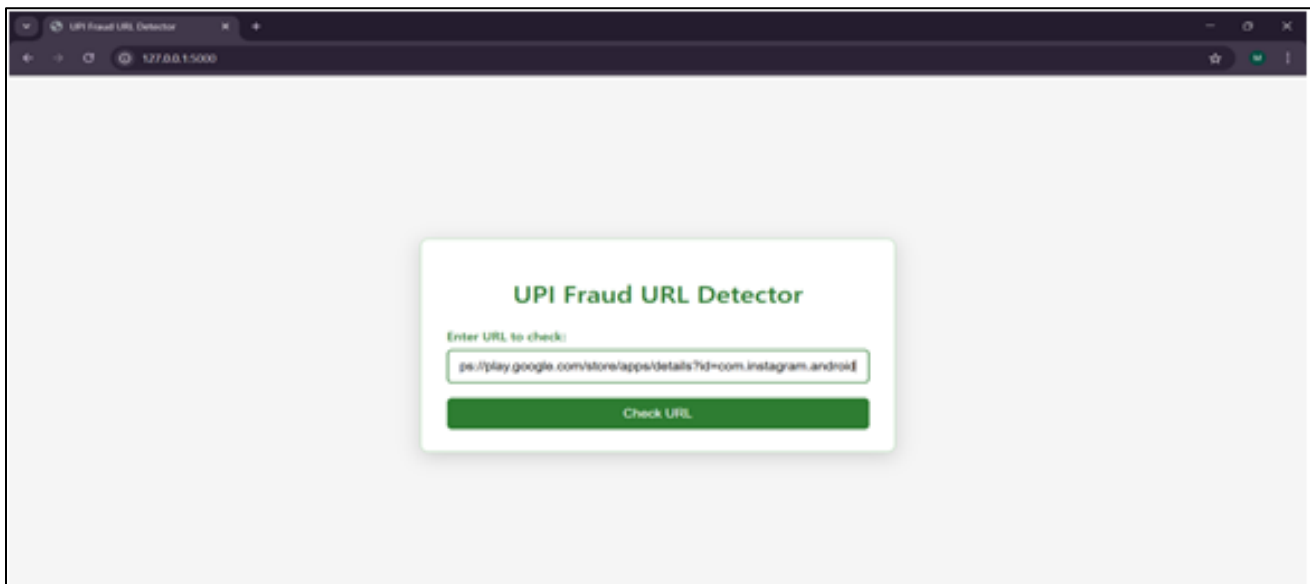 UPI Fraud URL Detector
127.0.0.1:5000
UPI Fraud URL Detector
Enter URL to check:
ps://play.google.com/store/apps/details?id=com.instagram.android
Check URL